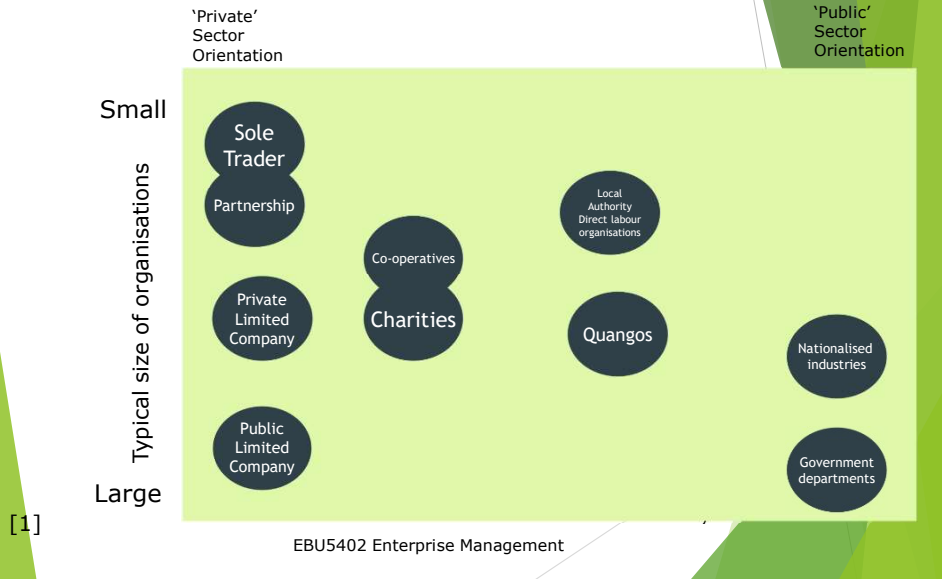 ‘Private’
Sector
Orientation
‘Public’
Sector
Orientation
Small
Typical size of organisations
Large
Sole
Trader
Partnership
Private
Limited
Company
Public
Limited
Company
Co-operatives
Charities
Local
Authority
Direct labour
organisations
Quangos
Nationalised
industries
Government
departments
[1]
EBU5402 Enterprise Management